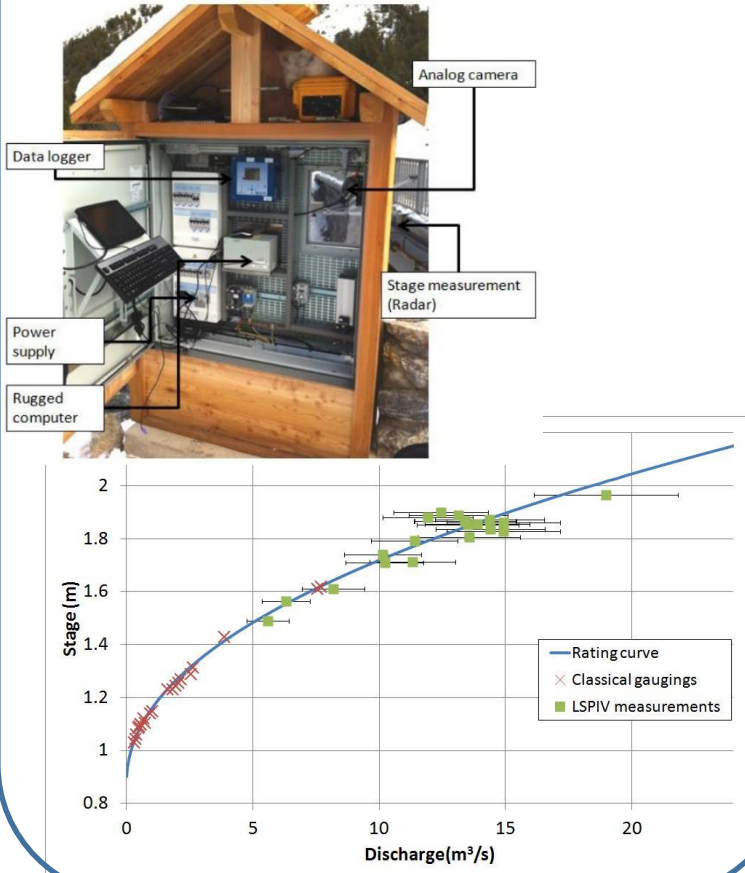 Analog camera
Data logger
Stage measurement
(Radar)
Power
supply
Rugged
computer
2
1.8
1.6
1.4
1.2
1
0.8
Stage (m)
Rating curve
Classical gaugings
LSPIV measurements
0
5
10
15
20
Discharge(m³/s)